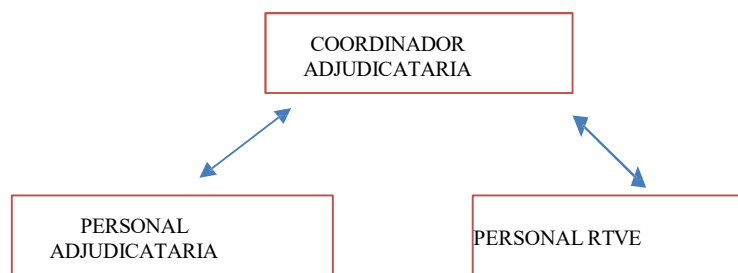 COORDINADOR
ADJUDICATARIA
PERSONAL
ADJUDICATARIA
PERSONAL RTVE